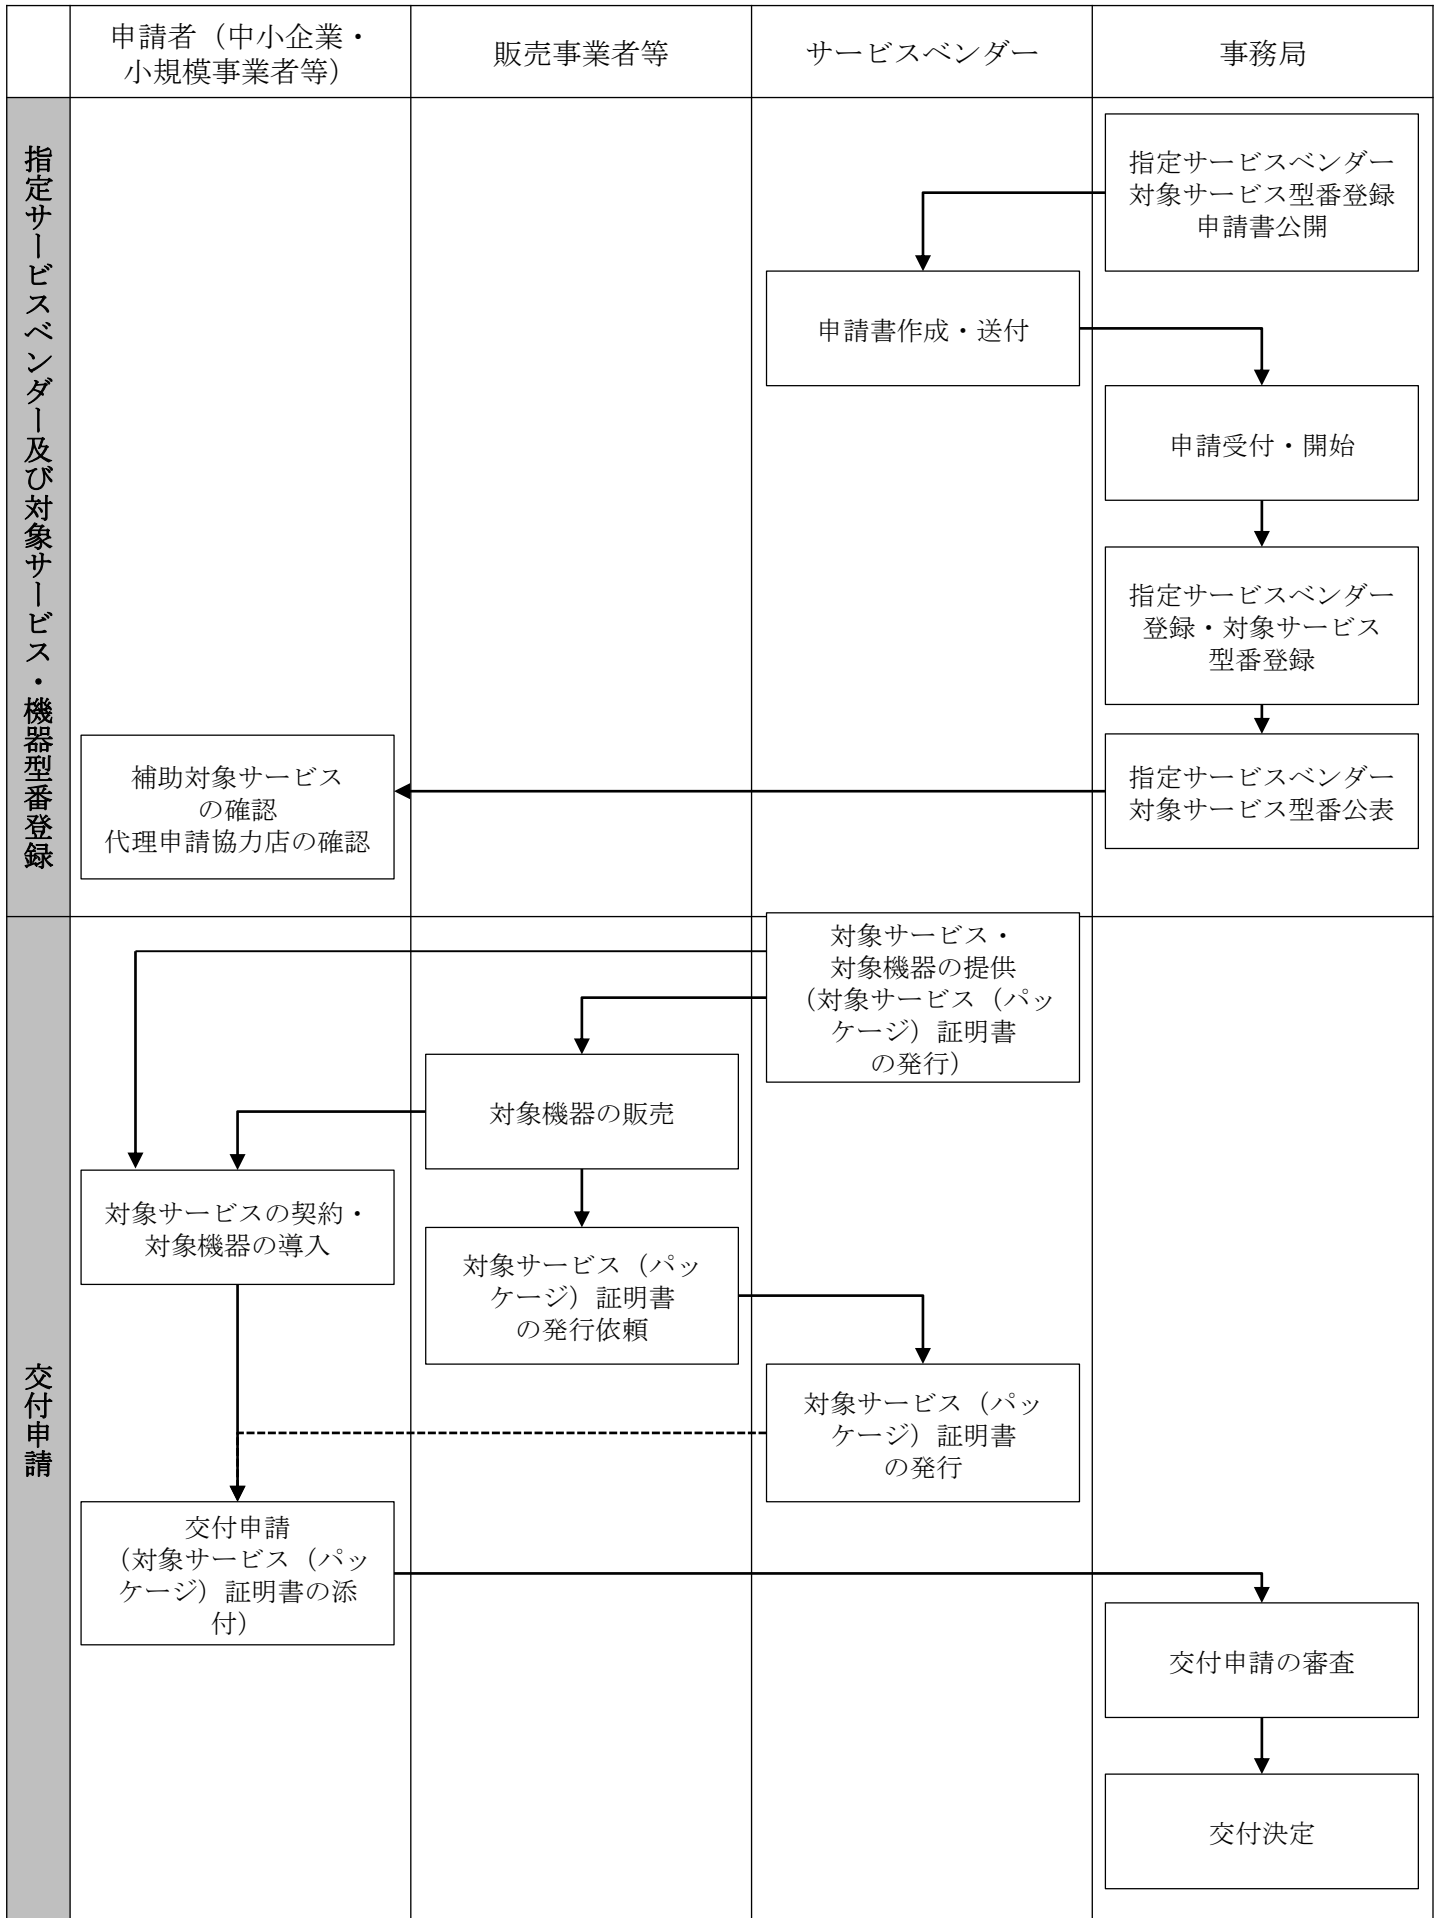 申請者（中小企業・
小規模事業者等）
販売事業者等
サービスベンダー
事務局
指定サービスベンダー及び対象サービス・機器型番登録
指定サービスベンダー
対象サービス型番登録
申請書公開
申請書作成・送付
申請受付・開始
指定サービスベンダー
登録・対象サービス
型番登録
指定サービスベンダー
対象サービス型番公表
補助対象サービス
の確認
代理申請協力店の確認
交付申請
対象サービス・
対象機器の提供
（対象サービス（パッ
ケージ）証明書
の発行）
対象機器の販売
対象サービスの契約・
対象機器の導入
対象サービス（パッ
ケージ）証明書
の発行依頼
対象サービス（パッ
ケージ）証明書
の発行
交付申請
（対象サービス（パッ
ケージ）証明書の添
付）
交付申請の審査
交付決定